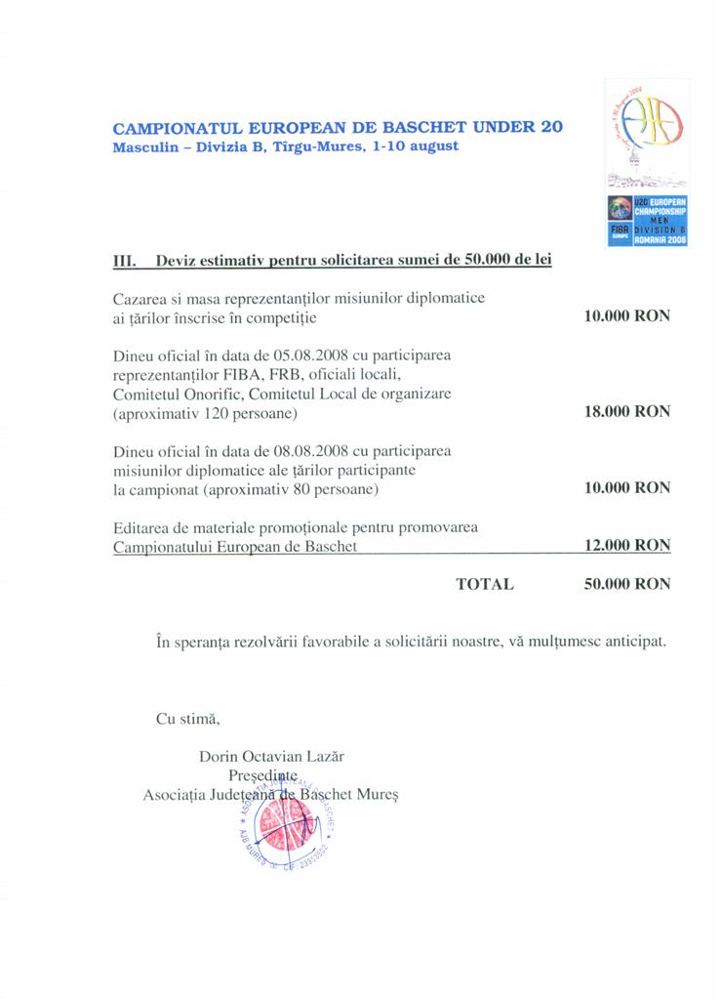 CAMPIONATUL EUROPEAN DE BASCHET UNDER 20
Masculin – Divizia B, Tîrgu-Mures, 1-10 august
U20 EUROPEAN
CHAMPIONSHIP
MEN
FIBA DIVISION B
EUROPE ROMANIA 2008
III. Deviz estimativ pentru solicitarea sumei de 50.000 de lei
Cazarea si masa reprezentanților misiunilor diplomatice
ai țărilor înscrise în competiție 10.000 RON
Dineu oficial în data de 05.08.2008 cu participarea
reprezentanților FIBA, FRB, oficiali locali,
Comitetul Onorific, Comitetul Local de organizare
(aproximativ 120 persoane) 18.000 RON
Dineu oficial în data de 08.08.2008 cu participarea
misiunilor diplomatice ale țărilor participante
la campionat (aproximativ 80 persoane) 10.000 RON
Editarea de materiale promoționale pentru promovarea
Campionatului European de Baschet 12.000 RON
TOTAL 50.000 RON
În speranța rezolvării favorabile a solicitării noastre, vă mulțumesc anticipat.
Cu stimă,
Dorin Octavian Lazăr
Președinte
Asociația Județeană de Baschet Mureș
ASOCIAȚIA JUDEȚEANĂ DE BASCHET
AJB MUREȘ